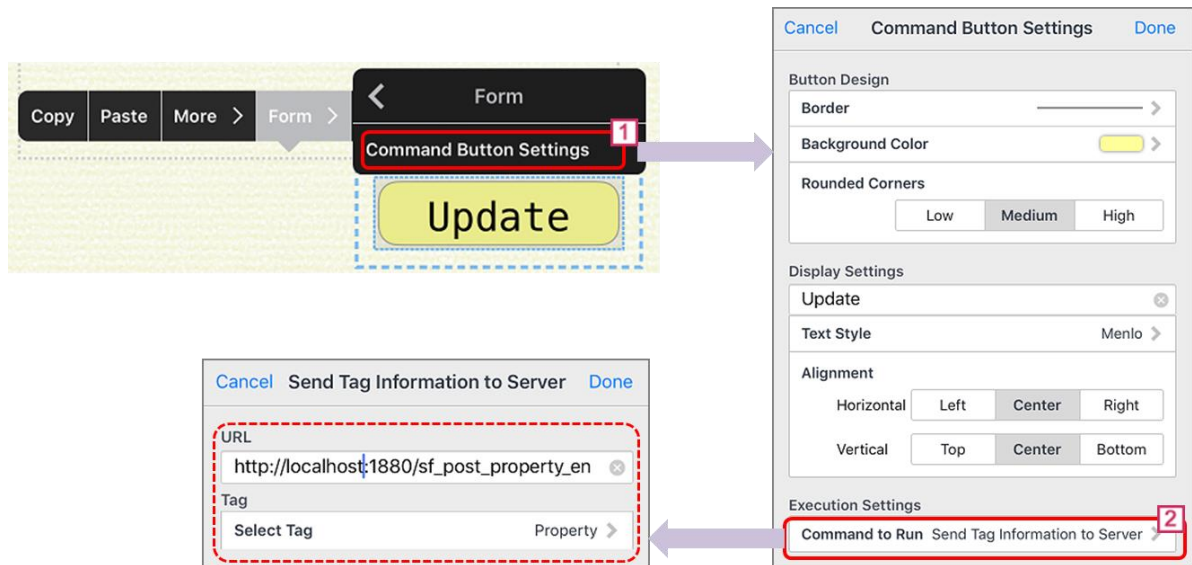 Copy Paste More Form
Form
Command Button Settings
1
Update
Cancel Command Button Settings Done
Button Design
Border
Background Color
Rounded Corners
Low Medium High
Display Settings
Update
Text Style Menlo
Alignment
Horizontal Left Center Right
Vertical Top Center Bottom
Execution Settings
2
Command to Run Send Tag Information to Server
Cancel Send Tag Information to Server Done
URL
http://localhost:1880/sf_post_property_en
Tag
Select Tag Property